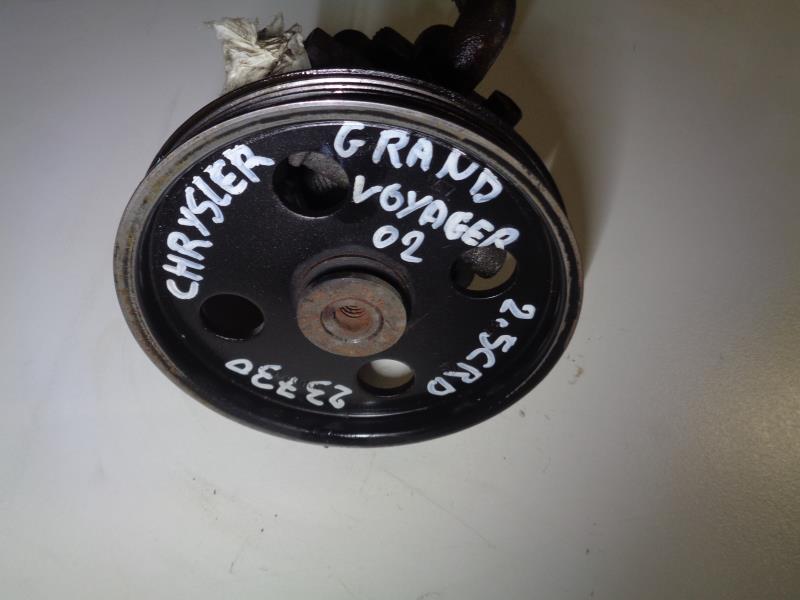 CHRYSLER
GRAND
VOYAGER
02
2.5CRD
23730